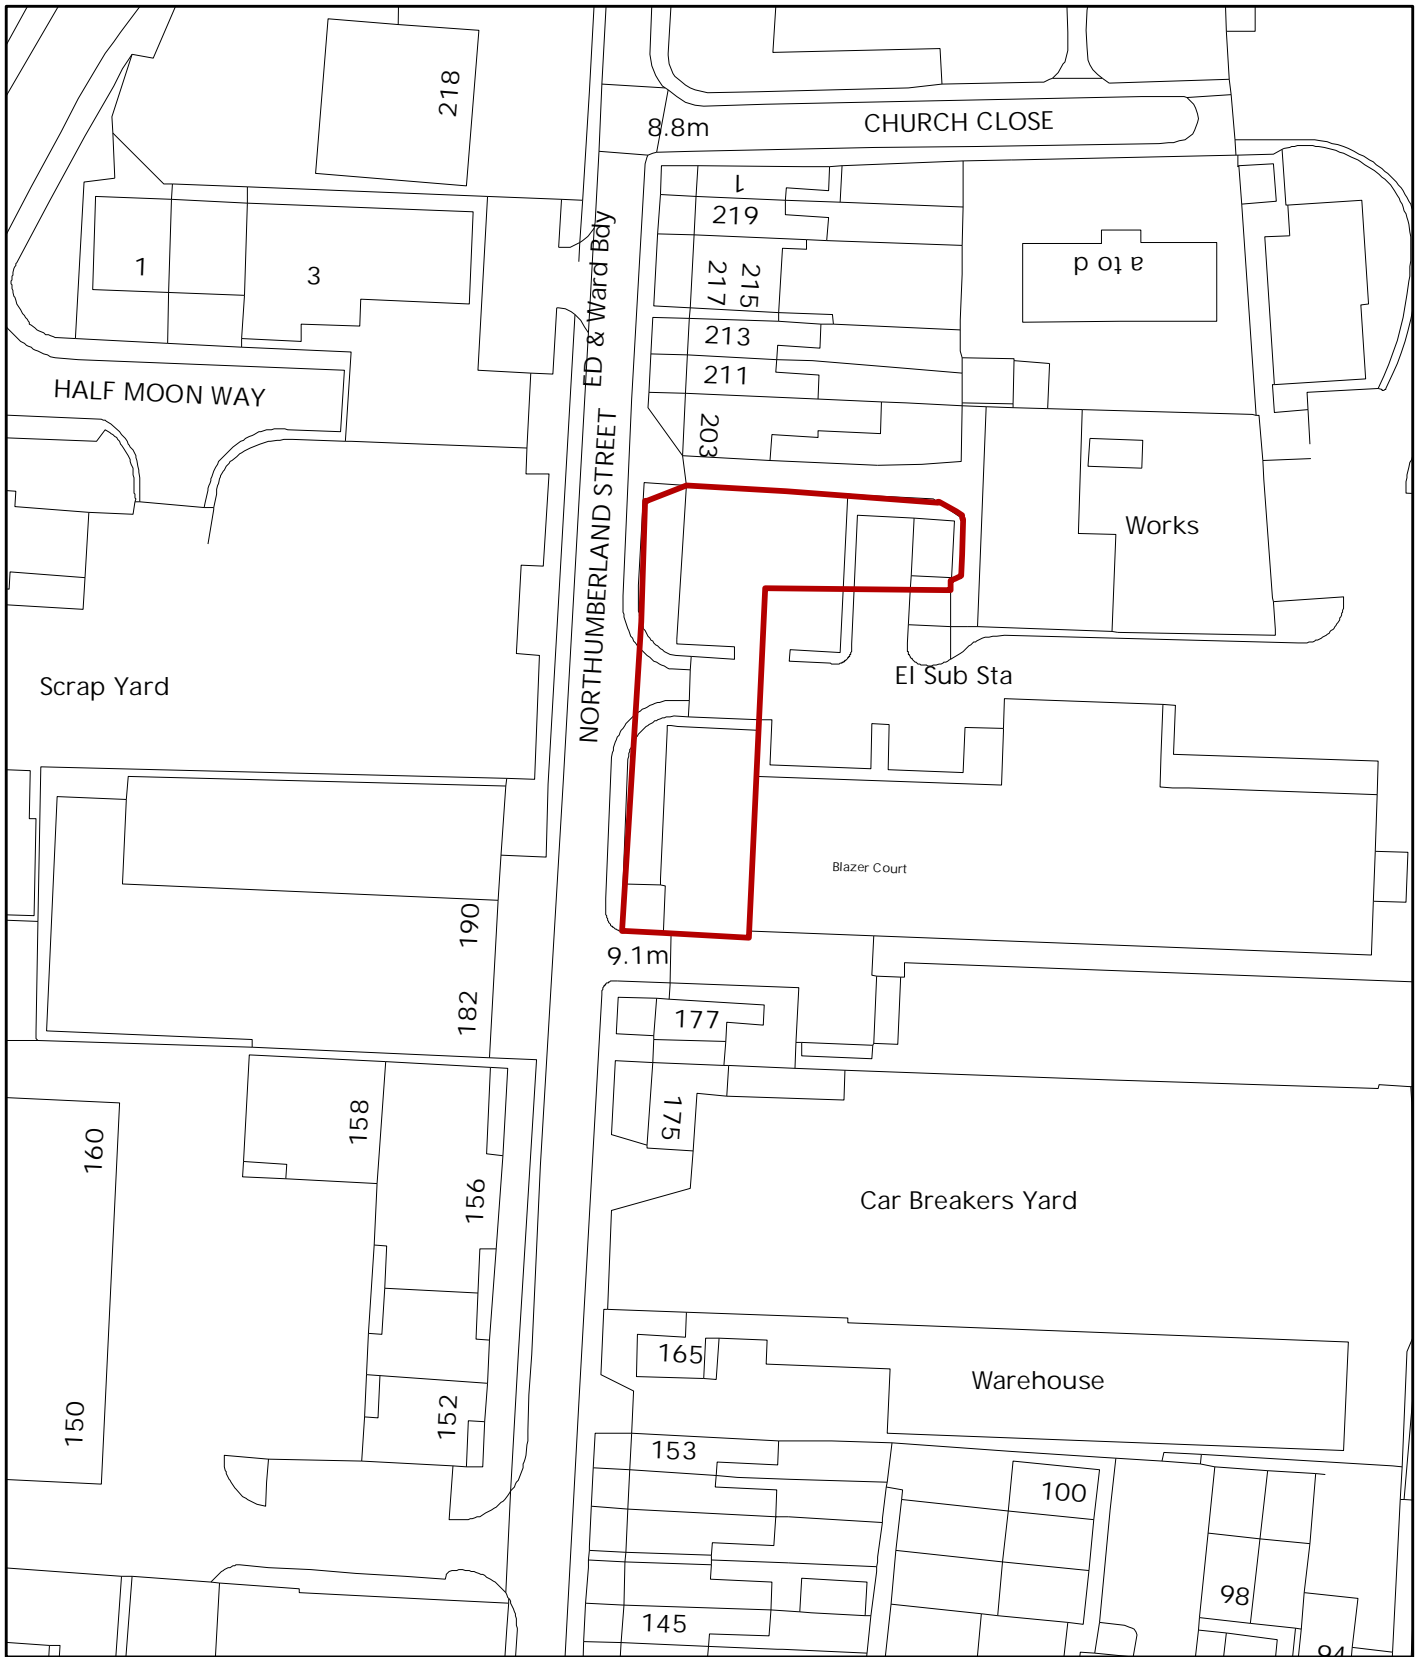 218
8.8m
CHURCH CLOSE
1
219
1
3
ED & Ward Bdy
217
215
a to d
213
211
HALF MOON WAY
203
NORTHUMBERLAND STREET
Works
Scrap Yard
El Sub Sta
Blazer Court
190
9.1m
182
177
175
158
160
156
Car Breakers Yard
165
Warehouse
150
152
153
100
98
145
94